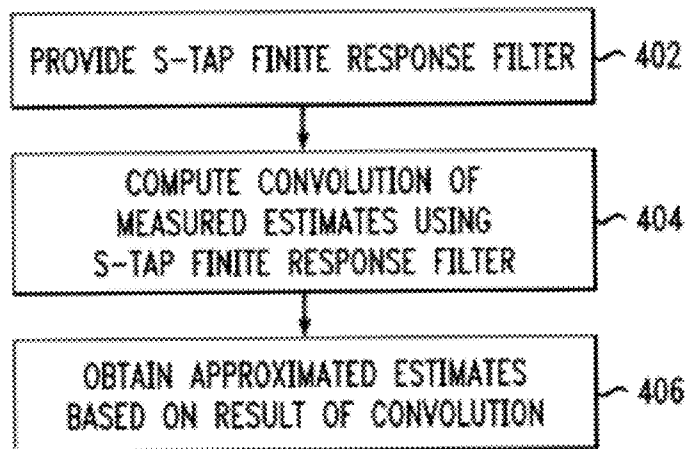 PROVIDE S-TAP FINITE RESPONSE FILTER 402
COMPUTE CONVOLUTION OF
MEASURED ESTIMATES USING 404
S-TAP FINITE RESPONSE FILTER
OBTAIN APPROXIMATED ESTIMATES 406
BASED ON RESULT OF CONVOLUTION